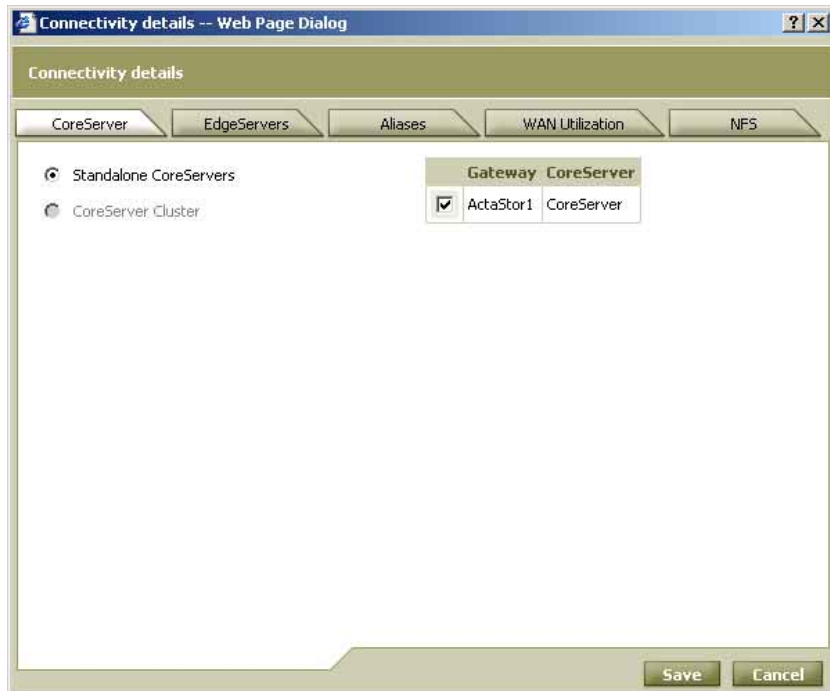 Connectivity details -- Web Page Dialog
Connectivity details
CoreServer EdgeServers Aliases WAN Utilization NFS
Standalone CoreServers
CoreServer Cluster
Gateway CoreServer
ActaStor1 CoreServer
Save Cancel